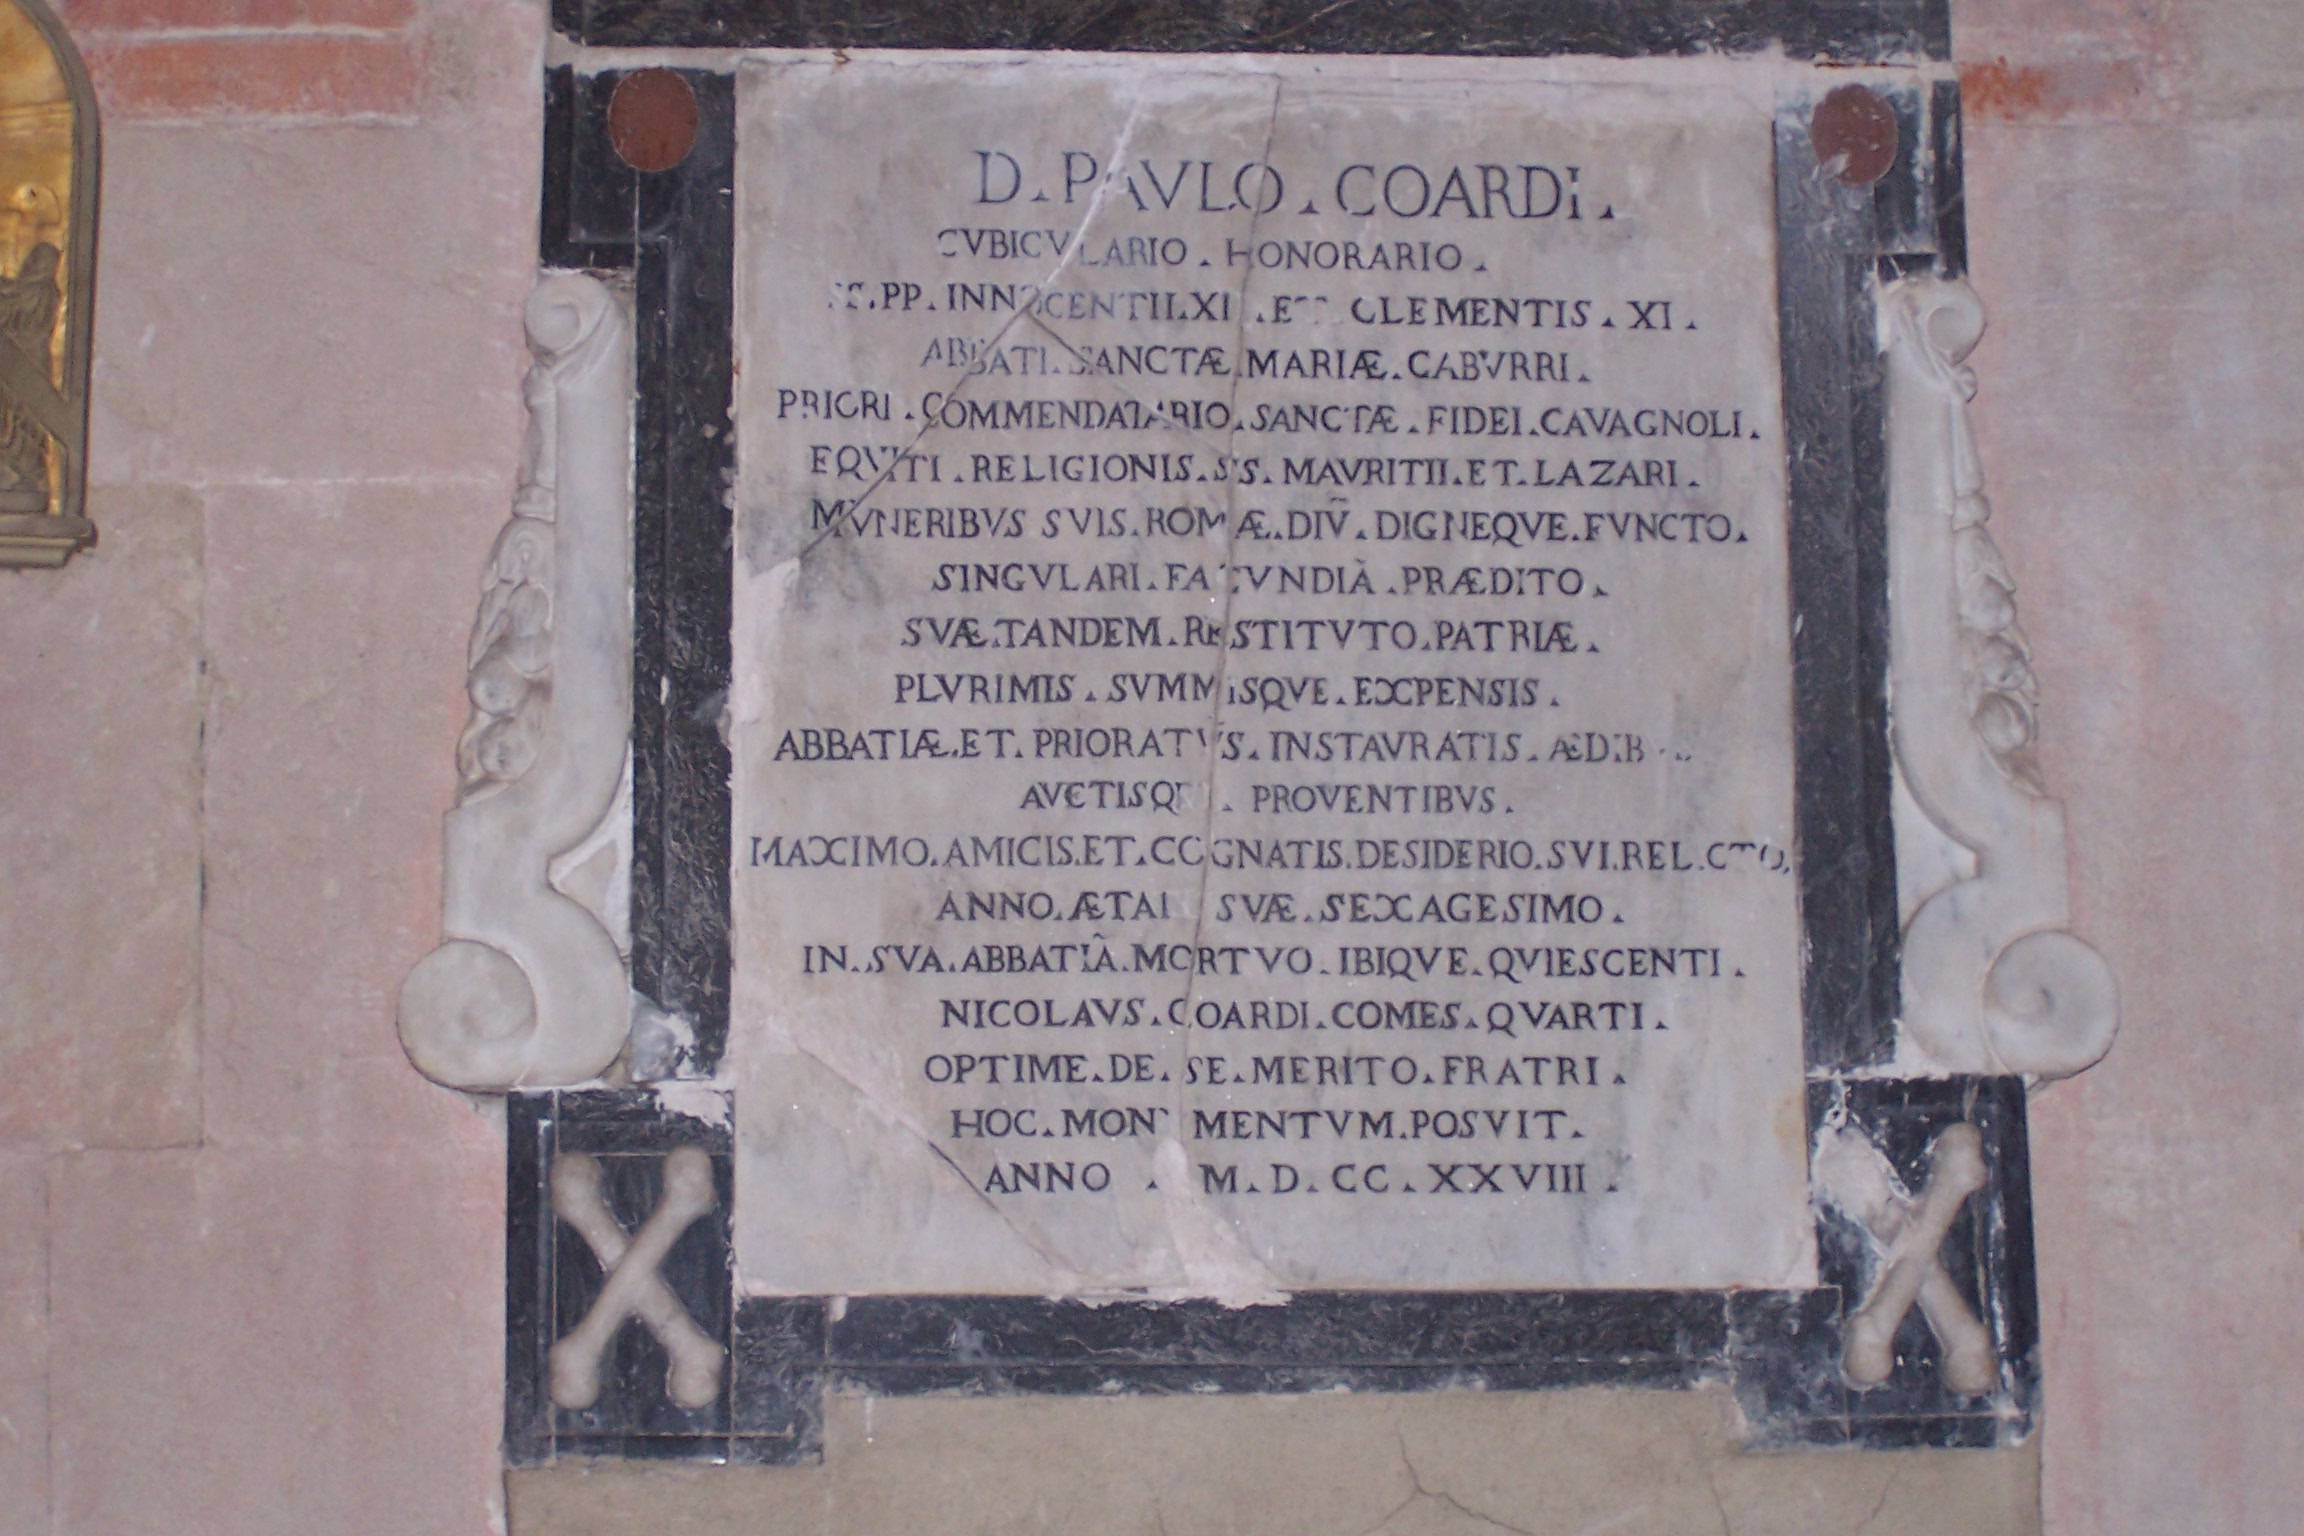 D. PAVLO. COARDI.
CVBICVLARIO. HONORARIO.
SS. PP. INNOCENTII. XI . ET CLEMENTIS. XI.
ABBATI. SANCTÆ MARIÆ. CABVRRI.
PRIORI. COMMENDATARIO. SANCTÆ. FIDEI. CAVAGNOLI.
EQVITI. RELIGIONIS. SS. MAVRITII. ET. LAZARI.
MVNERIBVS SVIS. ROMÆ. DIV̄. DIGNEQVE. FVNCTO.
SINGVLARI. FACVNDIÀ. PRÆDITO.
SVÆ. TANDEM. RESTITVTO. PATRIÆ.
PLVRIMIS. SVMMISQVE. EXPENSIS.
ABBATIÆ. ET. PRIORATVS. INSTAVRATIS. ÆDIB
AVCTISQ . PROVENTIBVS.
MAXIMO. AMICIS. ET. COGNATIS. DESIDERIO. SVI. RELICTO.
ANNO. ÆTAT SVÆ. SEXAGESIMO.
IN. SVA. ABBATIÃ. MORTVO. IBIQVE. QVIESCENTI.
NICOLAVS. COARDI. COMES. QVARTI.
OPTIME. DE. SE. MERITO. FRATRI.
HOC. MONVMENTVM. POSVIT.
ANNO . M. D. CC. XXVIII.